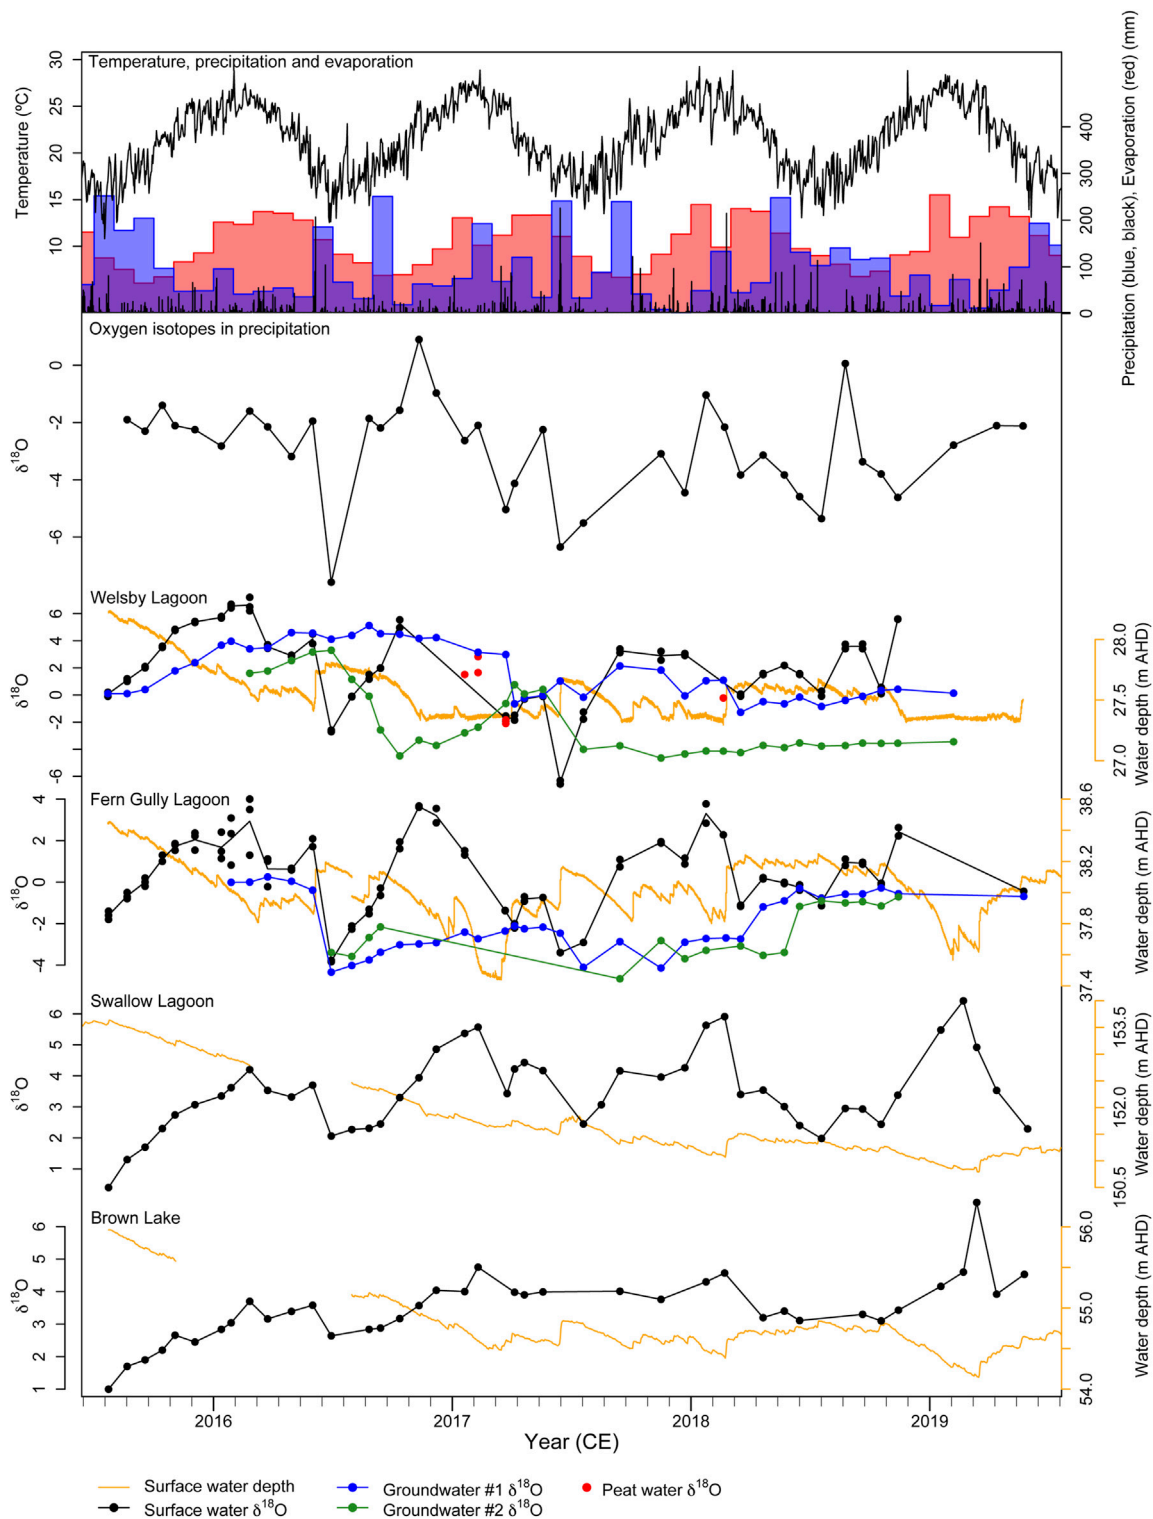 Temperature, precipitation and evaporation
Temperature (ºC)
30
25
20
15
10
Precipitation (blue, black), Evaporation (red) (mm)
400
300
200
100
0
Oxygen isotopes in precipitation
δ18O
0
-2
-4
-6
Welsby Lagoon
δ18O
6
4
2
0
-2
-6
Water depth (m AHD)
28.0
27.5
27.0
Fern Gully Lagoon
δ18O
4
2
0
-2
-4
Water depth (m AHD)
38.6
38.2
37.8
37.4
Swallow Lagoon
δ18O
6
5
4
3
2
1
Water depth (m AHD)
153.5
152.0
150.5
Brown Lake
δ18O
6
5
4
3
2
1
Water depth (m AHD)
56.0
55.0
54.0
2016 2017 2018 2019
Year (CE)
Surface water depth
Surface water δ18O
Groundwater #1 δ18O
Groundwater #2 δ18O
Peat water δ18O